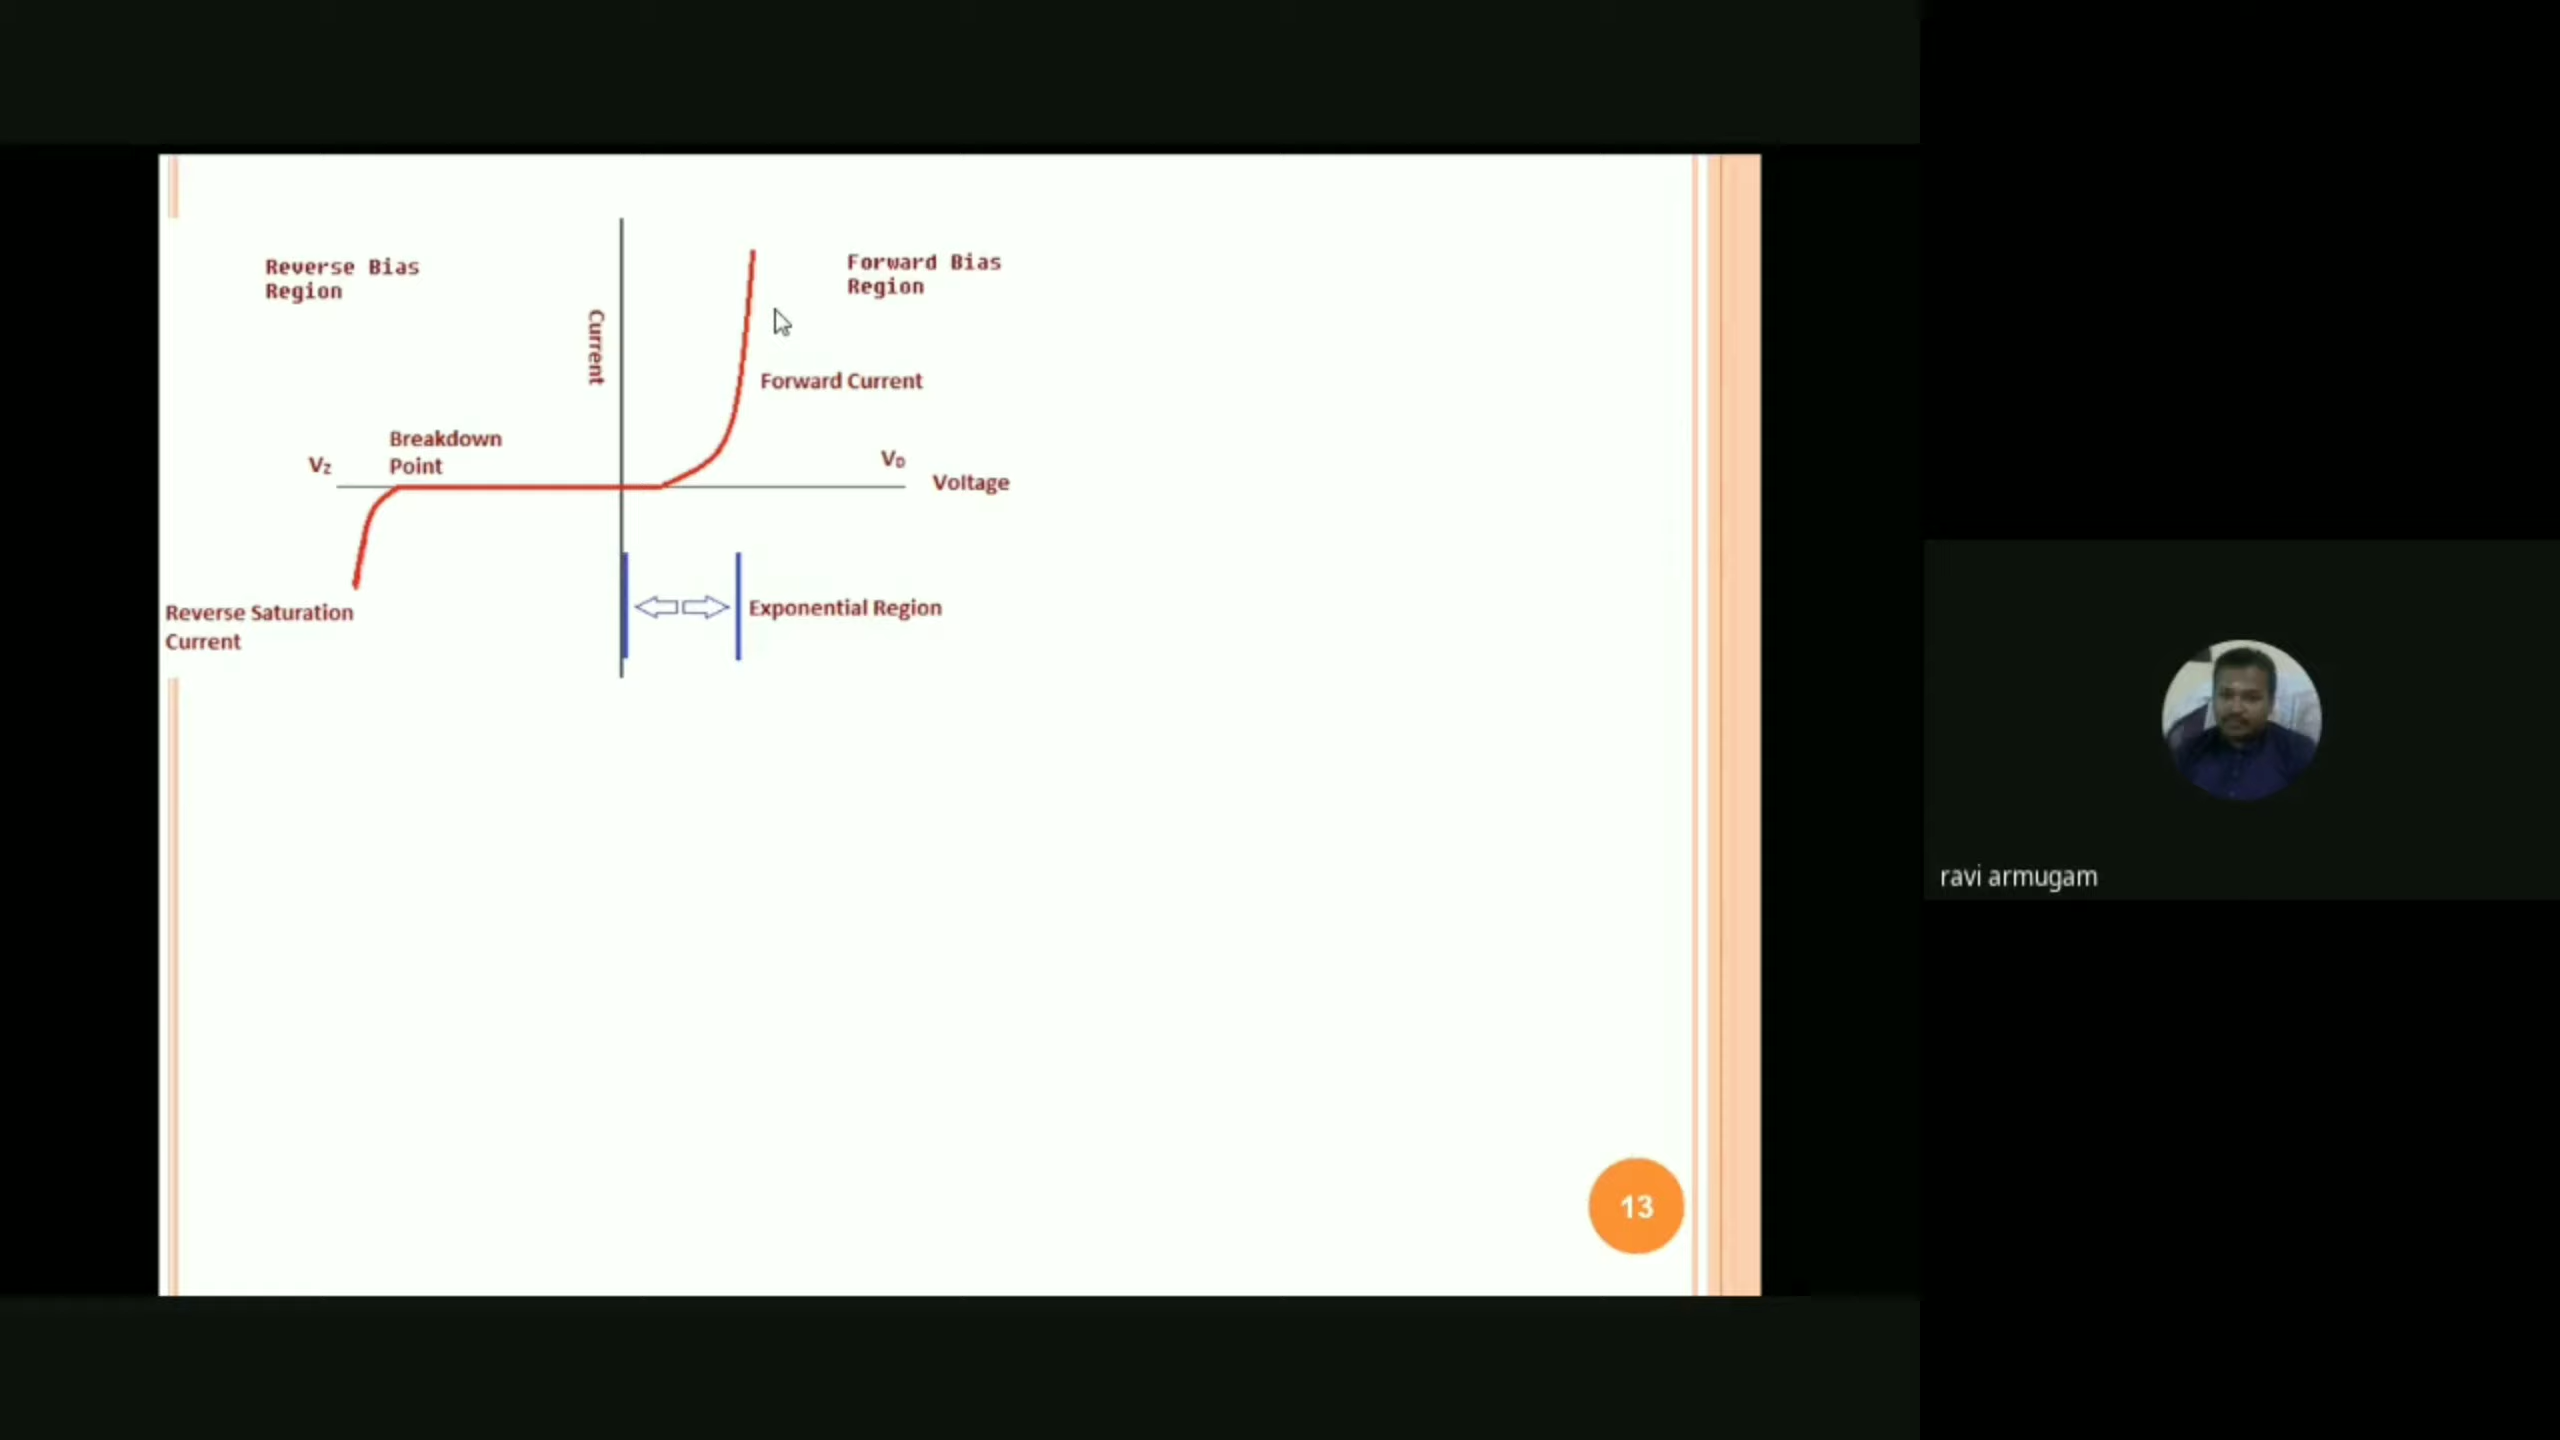 Reverse Bias
Region
Forward Bias
Region
Current
Forward Current
Breakdown
Point
Vz
VD
Voltage
Exponential Region
Reverse Saturation
Current
ravi armugam
13